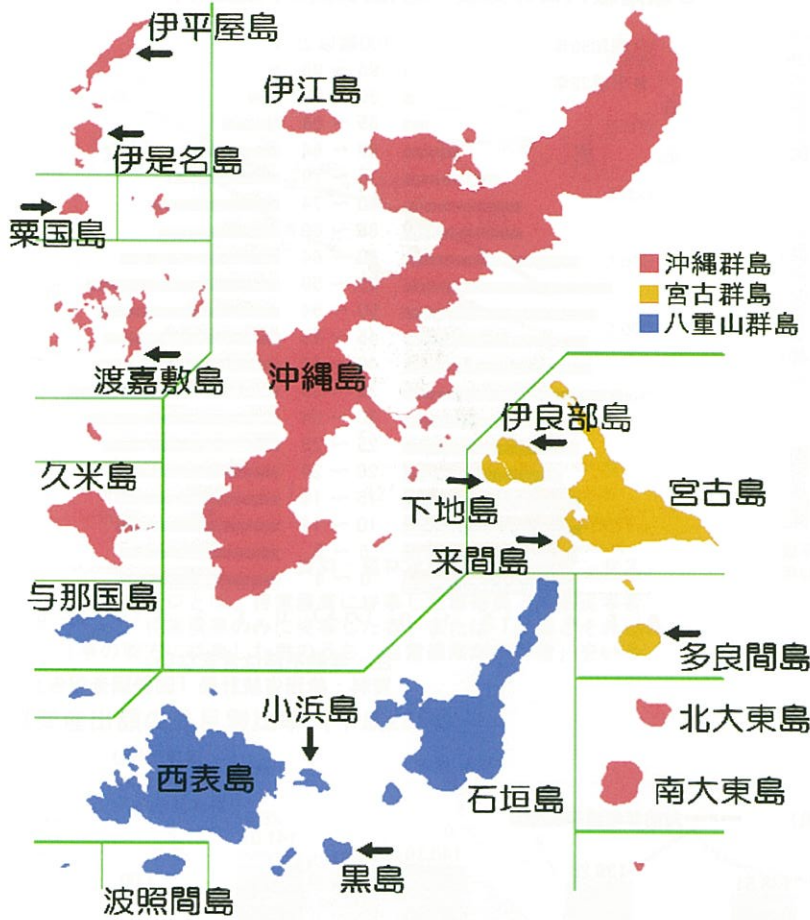 伊平屋島
伊江島
伊是名島
粟国島
沖縄群島
宮古群島
八重山群島
渡嘉敷島
沖縄島
伊良部島
久米島
下地島
宮古島
来間島
与那国島
多良間島
小浜島
北大東島
西表島
石垣島
南大東島
黒島
波照間島